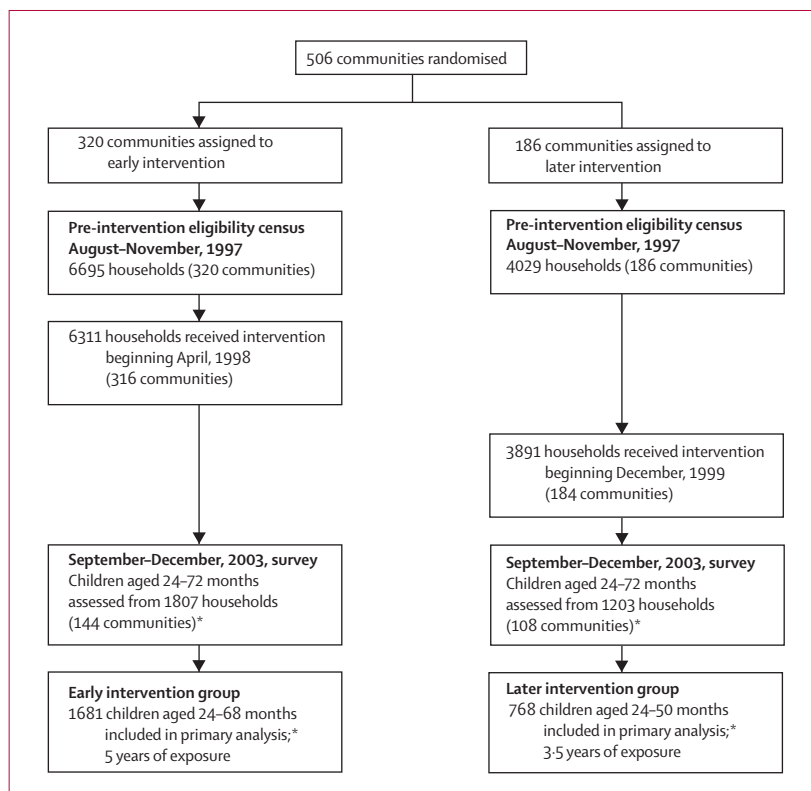 506 communities randomised
320 communities assigned to
early intervention
186 communities assigned to
later intervention
Pre-intervention eligibility census
August–November, 1997
6695 households (320 communities)
Pre-intervention eligibility census
August–November, 1997
4029 households (186 communities)
6311 households received intervention
beginning April, 1998
(316 communities)
3891 households received intervention
beginning December, 1999
(184 communities)
September–December, 2003, survey
Children aged 24–72 months
assessed from 1807 households
(144 communities)*
September–December, 2003, survey
Children aged 24–72 months
assessed from 1203 households
(108 communities)*
Early intervention group
1681 children aged 24–68 months
included in primary analysis;*
5 years of exposure
Later intervention group
768 children aged 24–50 months
included in primary analysis;*
3·5 years of exposure